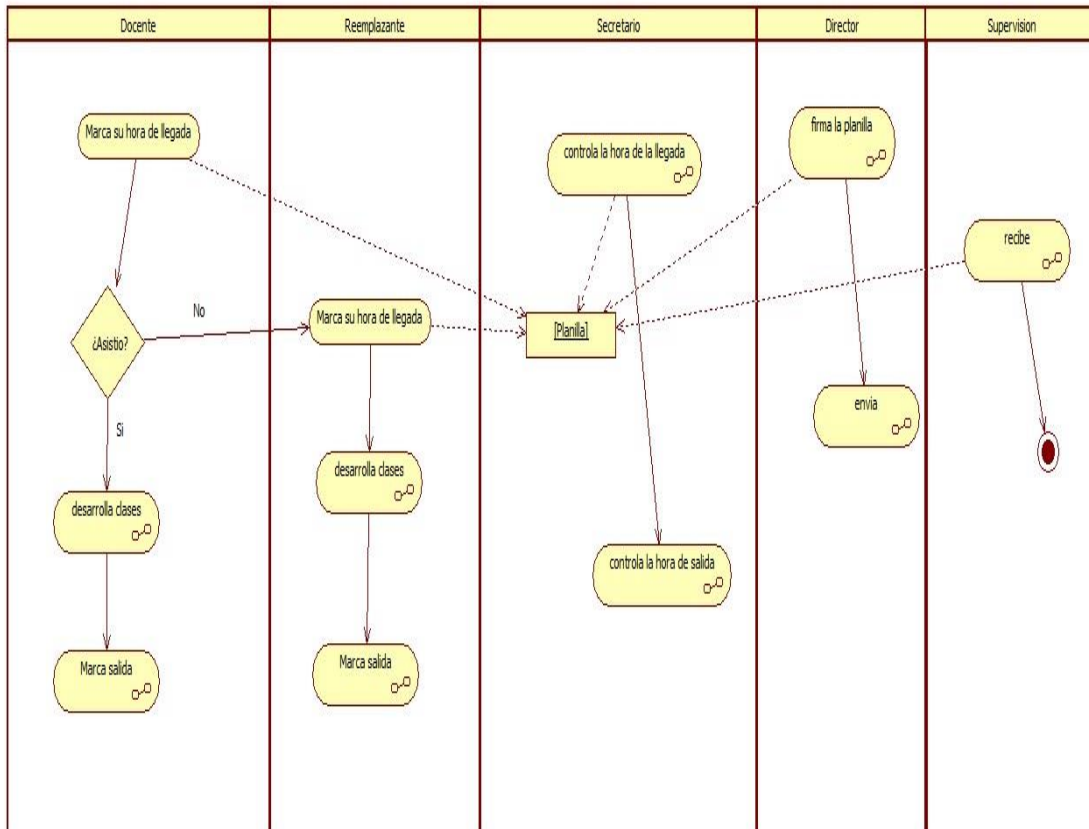 Docente
Reemplazante
Secretario
Director
Supervision
Marca su hora de llegada
¿Asistio?
No
Si
desarrolla clases
Marca salida
Marca su hora de llegada
desarrolla clases
Marca salida
controla la hora de la llegada
[Planilla]
controla la hora de salida
firma la planilla
envia
recibe